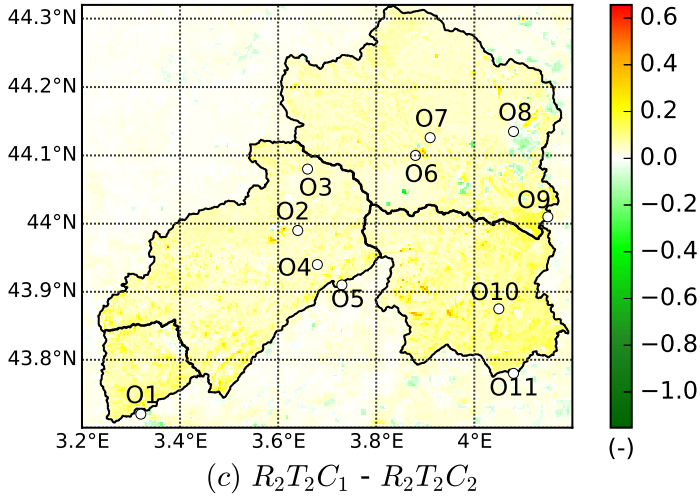 44.3°N
44.2°N
44.1°N
44°N
43.9°N
43.8°N
3.2°E 3.4°E 3.6°E 3.8°E 4°E
O7 O8
O6
O3
O2 O9
O4
O5 O10
O1 O11
0.6
0.4
0.2
0.0
−0.2
−0.4
−0.6
−0.8
−1.0
(-)
(c) R₂T₂C₁ - R₂T₂C₂